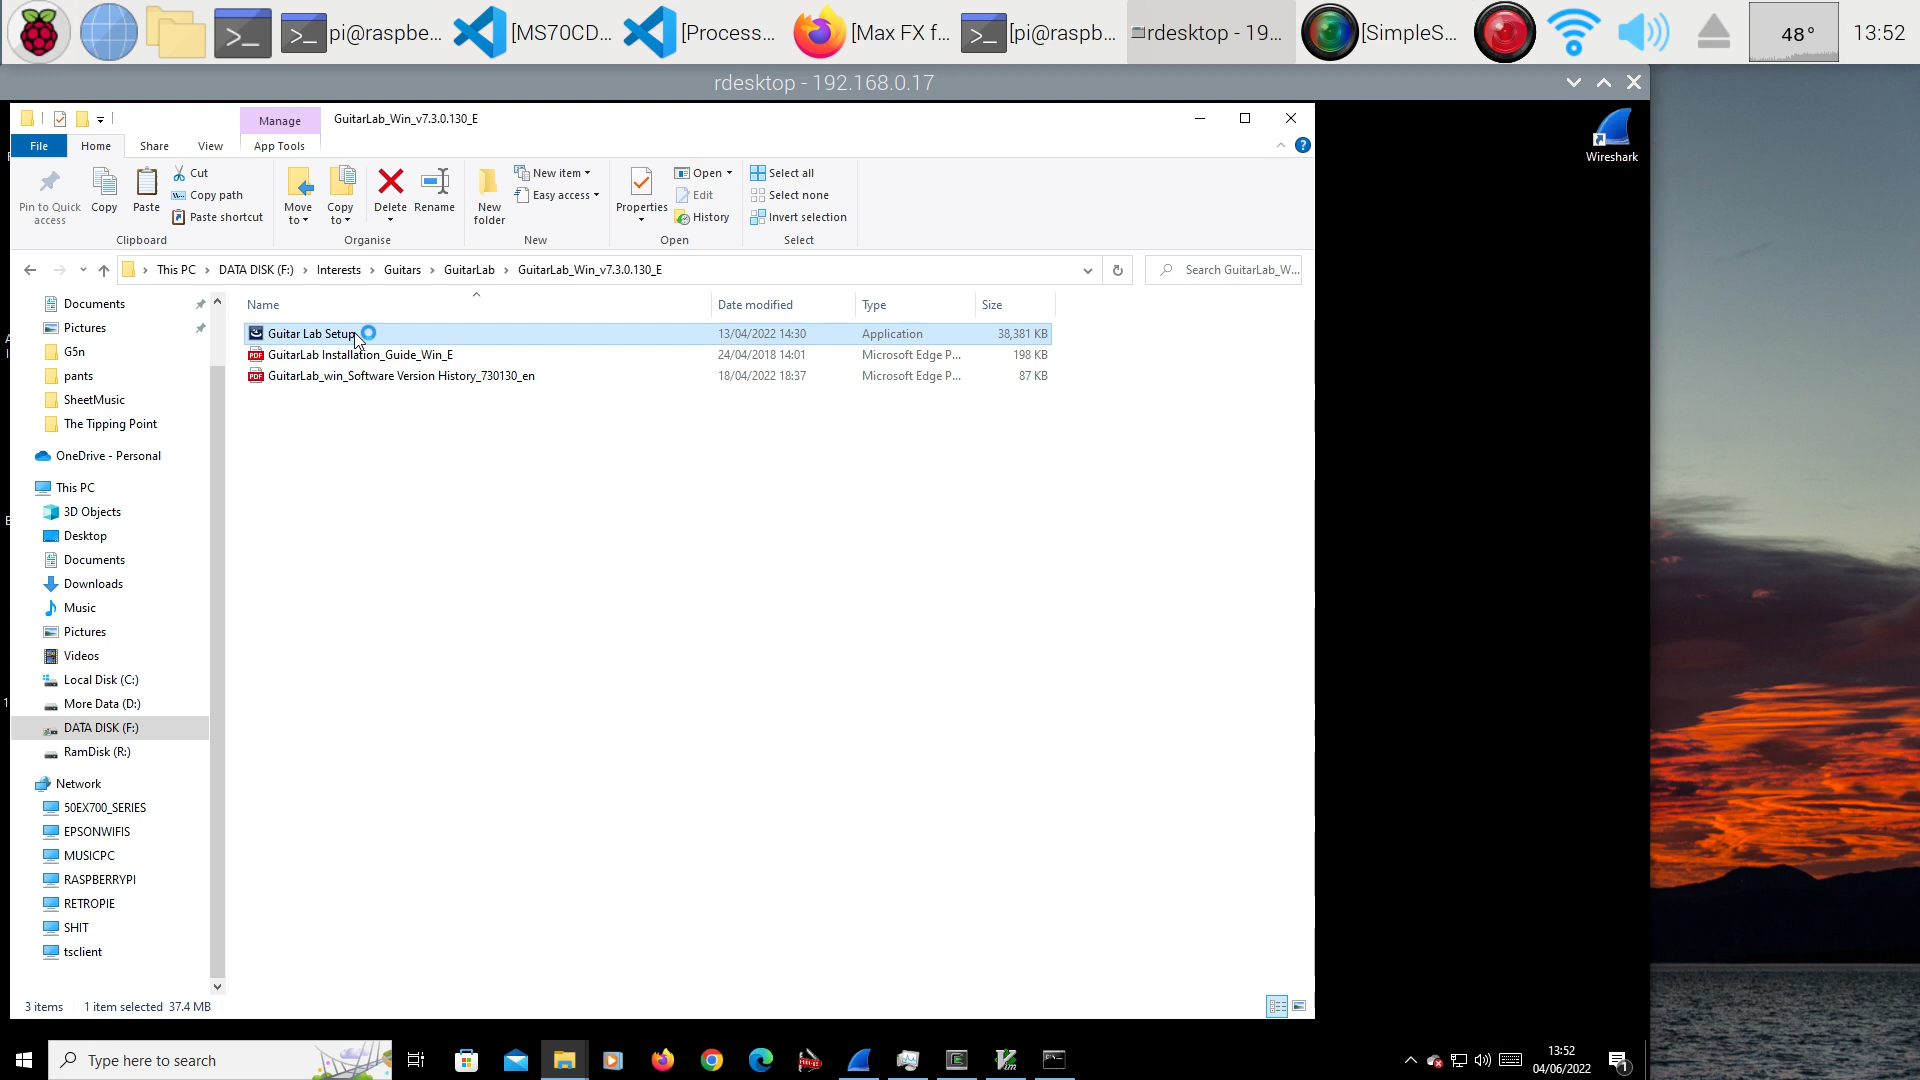 pi@raspbe...
[MS70CD...
[Process...
[Max FX f...
[pi@raspb...
rdesktop - 19...
[SimpleS...
48°
13:52
rdesktop - 192.168.0.17
Manage
GuitarLab_Win_v7.3.0.130_E
File
Home
Share
View
App Tools
Pin to Quick access
Copy
Paste
Cut
Copy path
Paste shortcut
Clipboard
Move to
Copy to
Delete
Rename
Organise
New folder
New item
Easy access
New
Properties
Open
Edit
History
Open
Select all
Select none
Invert selection
Select
This PC
DATA DISK (F:)
Interests
Guitars
GuitarLab
GuitarLab_Win_v7.3.0.130_E
Search GuitarLab_W...
Name
Date modified
Type
Size
Guitar Lab Setup
13/04/2022 14:30
Application
38,381 KB
PDF
GuitarLab Installation_Guide_Win_E
24/04/2018 14:01
Microsoft Edge P...
198 KB
PDF
GuitarLab_win_Software Version History_730130_en
18/04/2022 18:37
Microsoft Edge P...
87 KB
Documents
Pictures
G5n
pants
SheetMusic
The Tipping Point
OneDrive - Personal
This PC
3D Objects
Desktop
Documents
Downloads
Music
Pictures
Videos
Local Disk (C:)
More Data (D:)
DATA DISK (F:)
RamDisk (R:)
Network
50EX700_SERIES
EPSONWIFIS
MUSICPC
RASPBERRYPI
RETROPIE
SHIT
tsclient
3 items
1 item selected 37.4 MB
Wireshark
Type here to search
13:52
04/06/2022
1